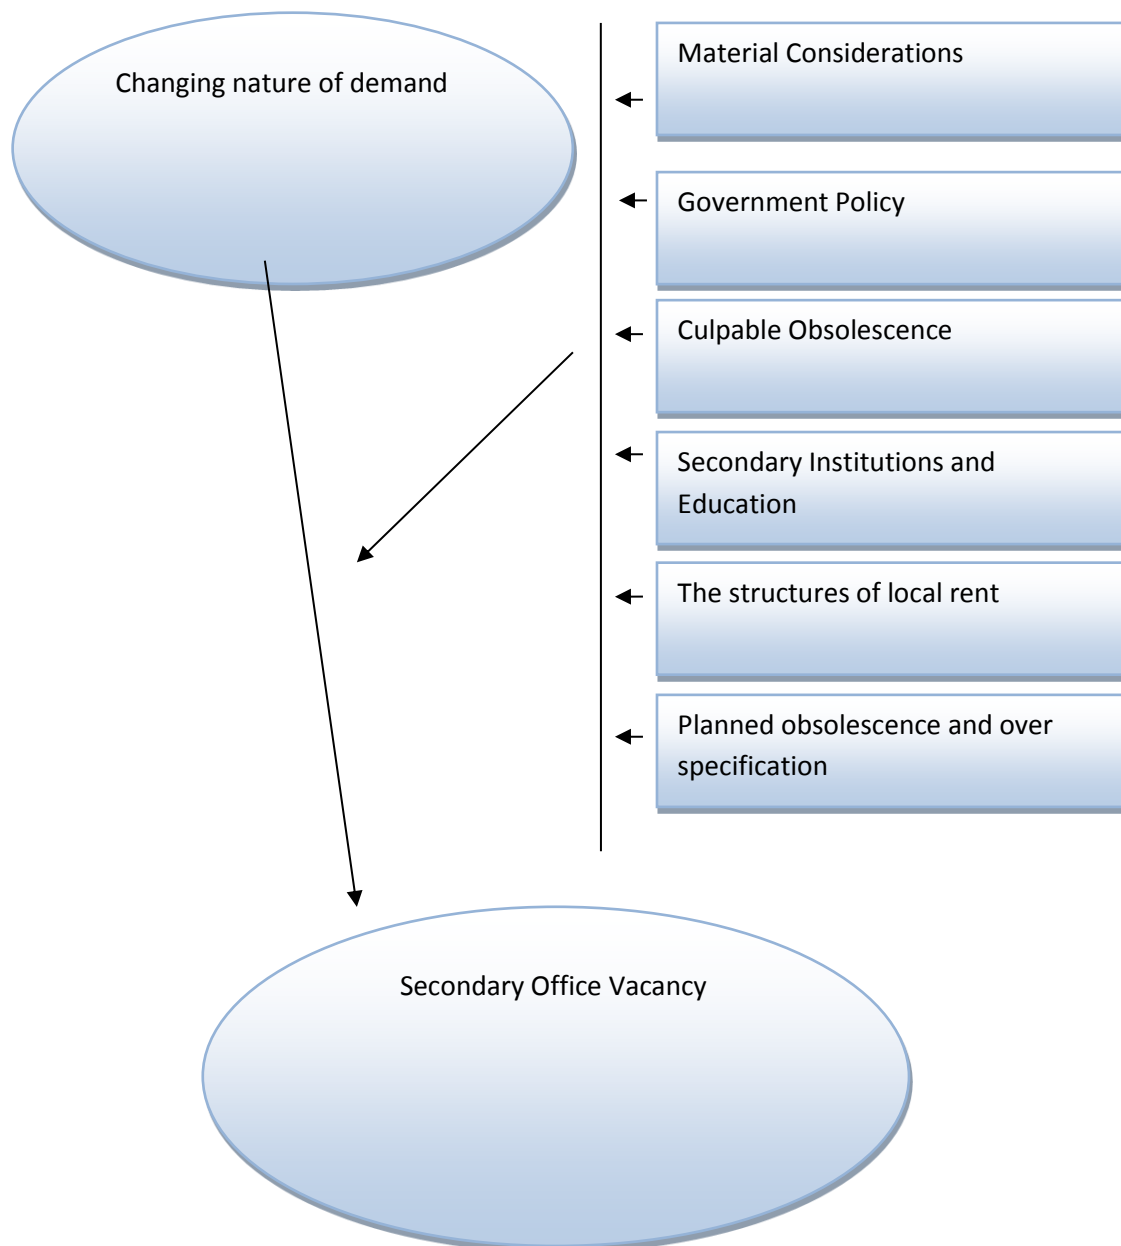 Changing nature of demand
Material Considerations
Government Policy
Culpable Obsolescence
Secondary Institutions and
Education
The structures of local rent
Planned obsolescence and over
specification
Secondary Office Vacancy